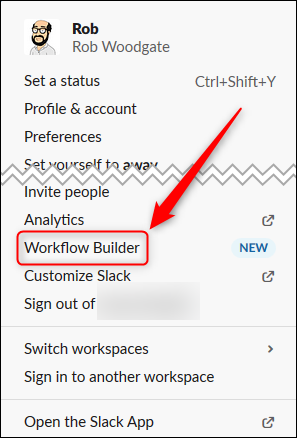 Rob
Rob Woodgate
Set a status Ctrl+Shift+Y
Profile & account
Preferences
Set yourself to away
Invite people
Analytics
Workflow Builder NEW
Customize Slack
Sign out of
Switch workspaces
Sign in to another workspace
Open the Slack App